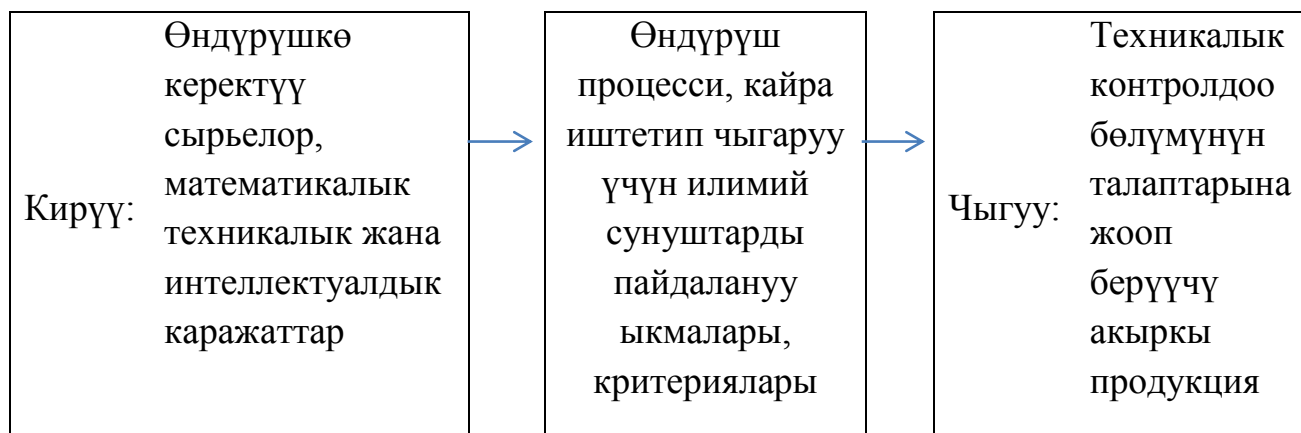 Кирүү:
Өндүрүшкө
керектүү
сырьелор,
математикалык
техникалык жана
интеллектуалдык
каражаттар
Өндүрүш
процесси, кайра
иштетип чыгаруу
үчүн илимий
сунуштарды
пайдалануу
ыкмалары,
критериялары
Чыгуу:
Техникалык
контролдоо
бөлүмүнүн
талаптарына
жооп
берүүчү
акыркы
продукция